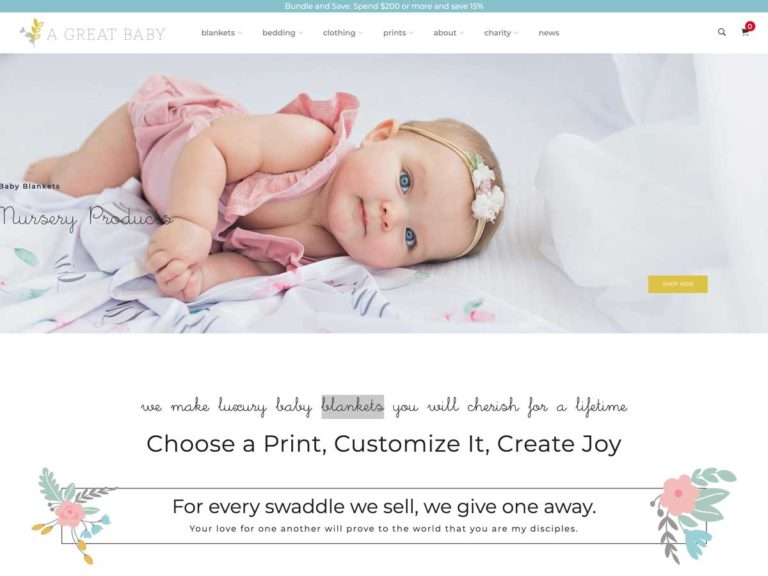 Bundle and Save. Spend $200 or more and save 15%
A GREAT BABY
blankets bedding clothing prints about charity news
0
Baby Blankets
Nursery Products
SHOP NOW
we make luxury baby blankets you will cherish for a lifetime
Choose a Print, Customize It, Create Joy
For every swaddle we sell, we give one away.
Your love for one another will prove to the world that you are my disciples.